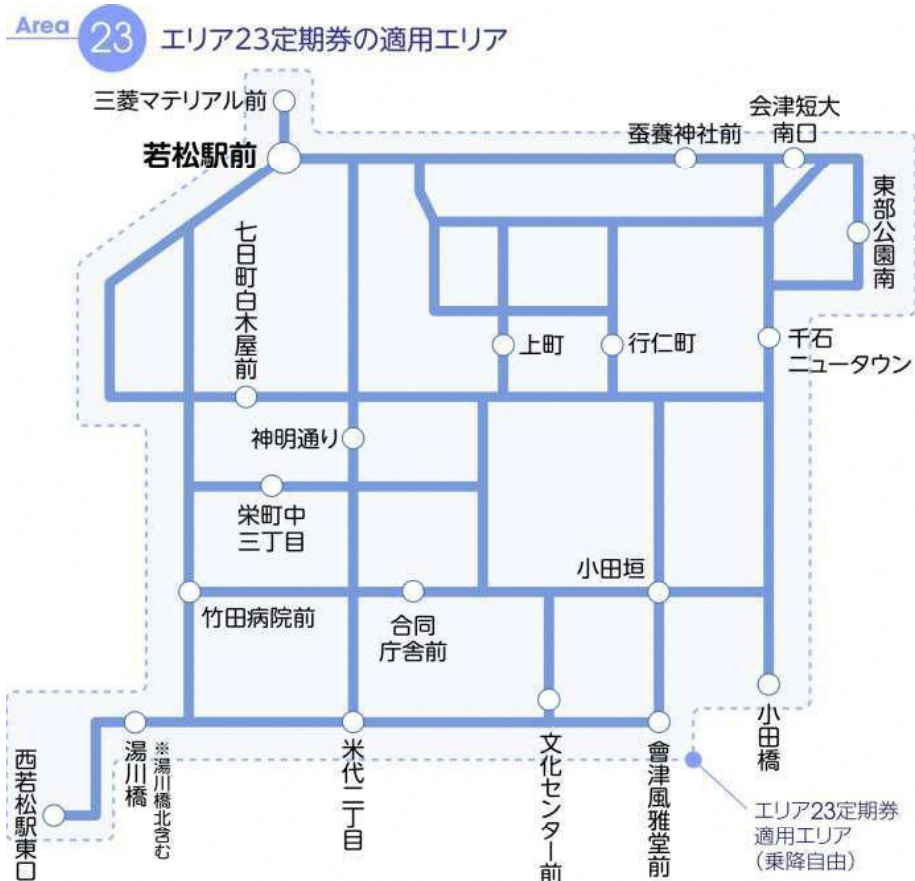 Area 23 エリア23定期券の適用エリア
三菱マテリアル前
若松駅前
蚕養神社前
会津短大
南口
東部公園南
七日町白木屋前
上町
行仁町
千石
ニュータウン
神明通り
栄町中
三丁目
小田垣
竹田病院前
合同
庁舎前
小田橋
西若松駅東口
湯川橋
※湯川橋北含む
米代二丁目
文化センター前
會津風雅堂前
エリア23定期券
適用エリア
(乗降自由)